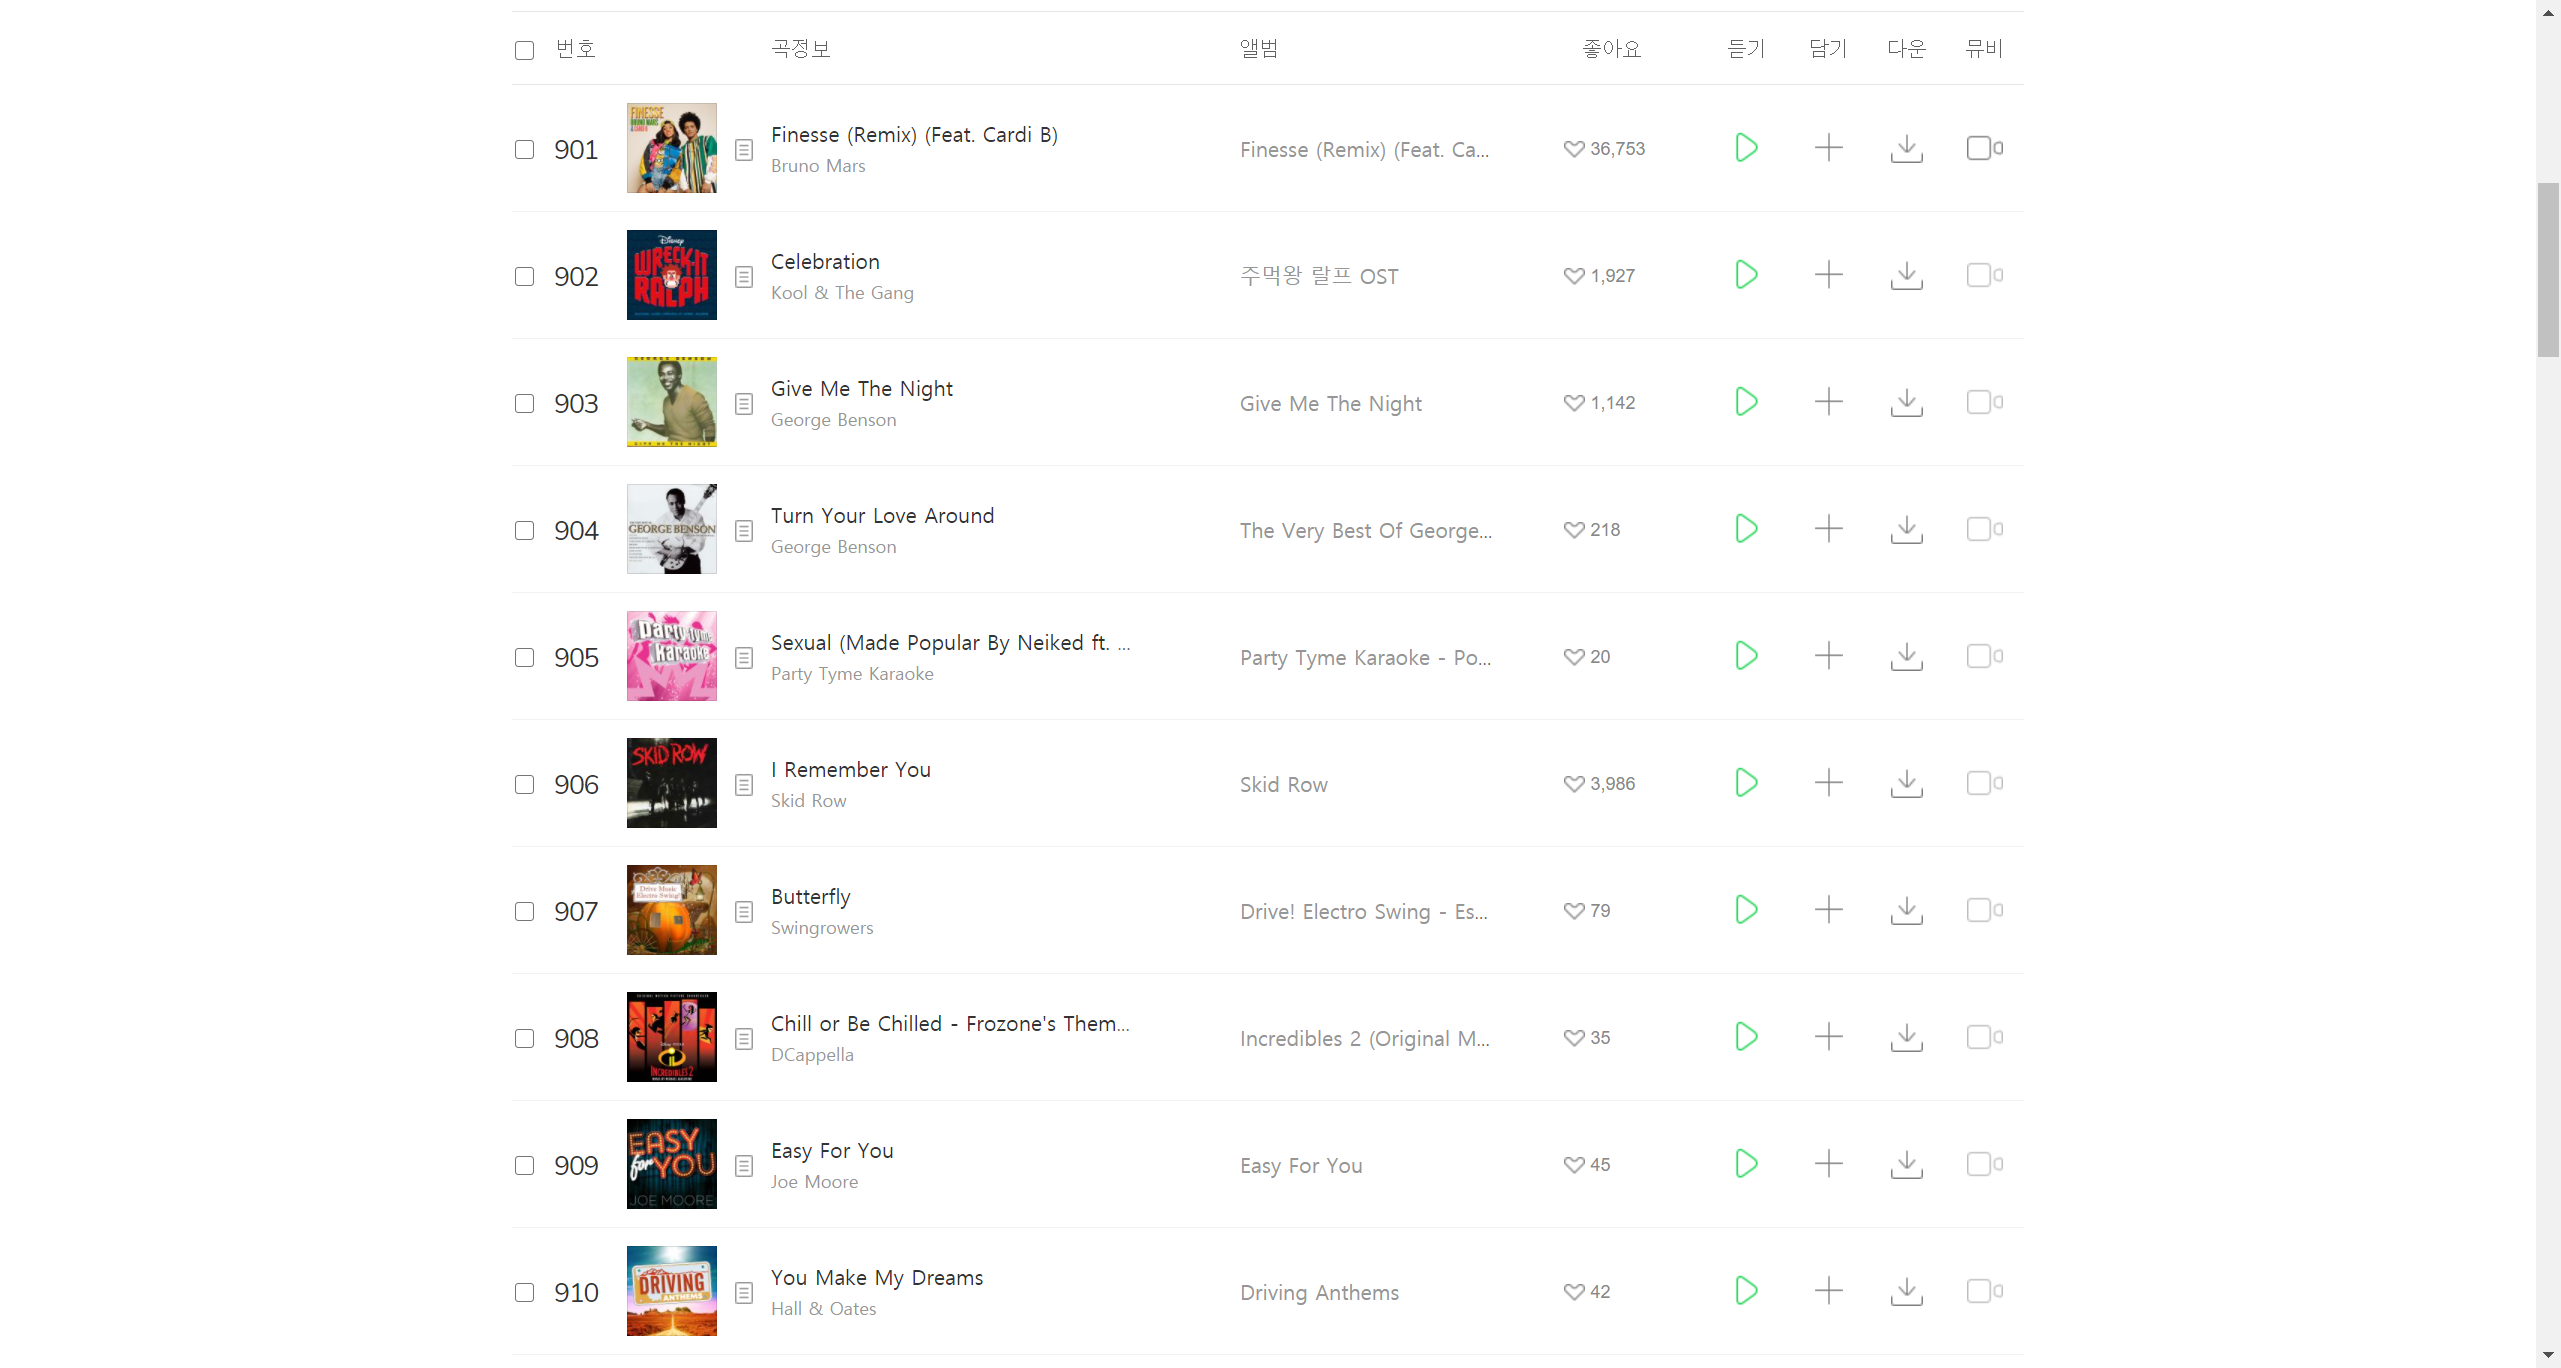 번호 곡정보 앨범 좋아요 듣기 담기 다운 뮤비
FINESSE
BRUNO MARS
& CARDI B
901 Finesse (Remix) (Feat. Cardi B) Finesse (Remix) (Feat. Ca... 36,753
Bruno Mars
Disney
WRECK-IT
RALPH
902 Celebration 주먹왕 랄프 OST 1,927
Kool & The Gang
GEORGE BENSON
GIVE ME THE NIGHT
903 Give Me The Night Give Me The Night 1,142
George Benson
GEORGE BENSON
904 Turn Your Love Around The Very Best Of George... 218
George Benson
Party tyme
Karaoke
905 Sexual (Made Popular By Neiked ft. ... Party Tyme Karaoke - Po... 20
Party Tyme Karaoke
SKID ROW
906 I Remember You Skid Row 3,986
Skid Row
Drive Music
Electro Swing!
907 Butterfly Drive! Electro Swing - Es... 79
Swingrowers
INCREDIBLES 2
908 Chill or Be Chilled - Frozone's Them... Incredibles 2 (Original M... 35
DCappella
EASY
for YOU
JOE MOORE
909 Easy For You Easy For You 45
Joe Moore
DRIVING
ANTHEMS
910 You Make My Dreams Driving Anthems 42
Hall & Oates